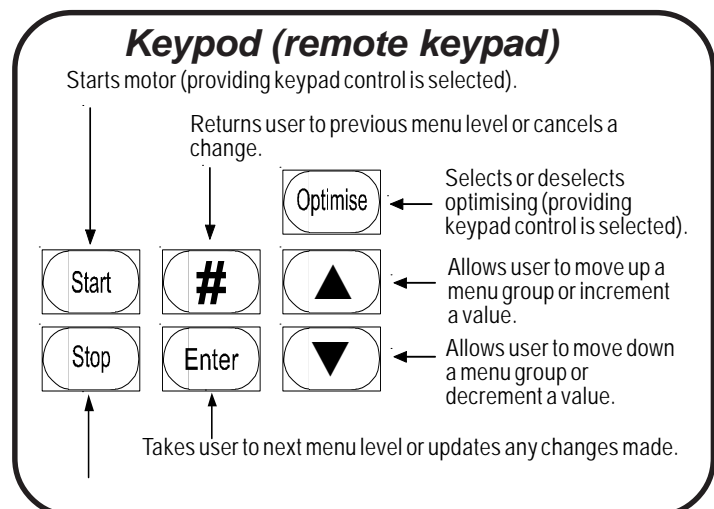 Keypod (remote keypad)
Starts motor (providing keypad control is selected).
Returns user to previous menu level or cancels a
change.
Optimise
Selects or deselects
optimising (providing
keypad control is selected).
Start
#
▲
Allows user to move up a
menu group or increment
a value.
Stop
Enter
▼
Allows user to move down
a menu group or
decrement a value.
Takes user to next menu level or updates any changes made.